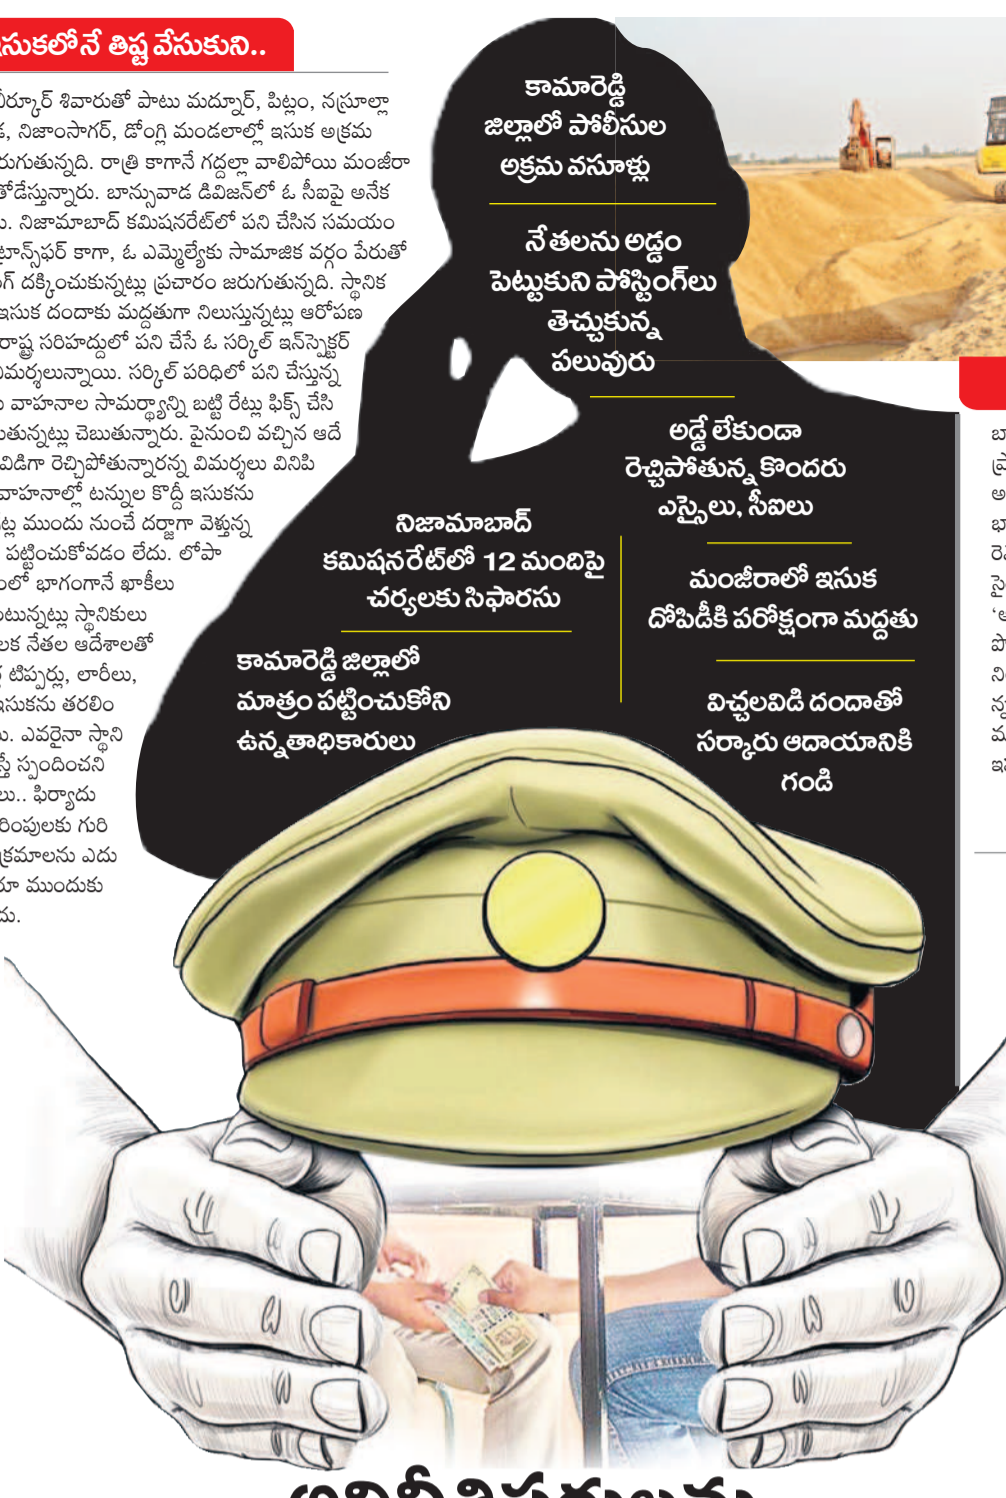 ఇసుకలోనే తిష్ట వేసుకుని..
బీర్కూర్ శివారుతో పాటు మద్నూర్, పిట్లం, నస్రుల్లా
నిజాంసాగర్, డోంగ్లి మండలాల్లో ఇసుక అక్రమ
రాత్రి కాగానే గద్దల్లా వాలిపోయి మంజీరా
తోడేస్తున్నారు. బాన్సువాడ డివిజన్‌లో ఓ సీఐపై అనేక
నిజామాబాద్ కమిషనరేట్‌లో పని చేసిన సమయం
ట్రాన్స్‌ఫర్ కాగా, ఓ ఎమ్మెల్యేకు సామాజిక వర్గం పేరుతో
దక్కించుకున్నట్లు ప్రచారం జరుగుతున్నది. స్థానిక
ఇసుక దందాకు మద్దతుగా నిలుస్తున్నట్లు ఆరోపణ
రాష్ట్ర సరిహద్దులో పని చేసే ఓ సర్కిల్ ఇన్‌స్పెక్టర్
విమర్శలున్నాయి. సర్కిల్ పరిధిలో పని చేస్తున్న
వాహనాల సామర్థ్యాన్ని బట్టి రేట్లు ఫిక్స్ చేసి
చెబుతున్నారు. పైనుంచి వచ్చిన ఆదే
రెచ్చిపోతున్నారన్న విమర్శలు వినిపి
వాహనాల్లో టన్నుల కొద్దీ ఇసుకను
ముందు నుంచే దర్జాగా వెళ్తున్న
పట్టించుకోవడం లేదు. లోపా
భాగంగానే ఖాకీలు
స్థానికులు
నేతల ఆదేశాలతో
టిప్పర్లు, లారీలు,
ఇసుకను తరలిం
ఎవరైనా స్థాని
స్పందించని
ఫిర్యాదు
గురి
ఎదు
ముందుకు
కామారెడ్డి
జిల్లాలో పోలీసుల
అక్రమ వసూళ్లు
నేతలను అడ్డం
పెట్టుకుని పోస్టింగ్‌లు
తెచ్చుకున్న
పలువురు
అడ్డే లేకుండా
రెచ్చిపోతున్న కొందరు
ఎస్సైలు, సీఐలు
నిజామాబాద్
కమిషనరేట్‌లో 12 మందిపై
చర్యలకు సిఫారసు
మంజీరాలో ఇసుక
దోపిడీకి పరోక్షంగా మద్దతు
కామారెడ్డి జిల్లాలో
మాత్రం పట్టించుకోని
ఉన్నతాధికారులు
విచ్చలవిడి దందాతో
సర్కారు ఆదాయానికి
గండి